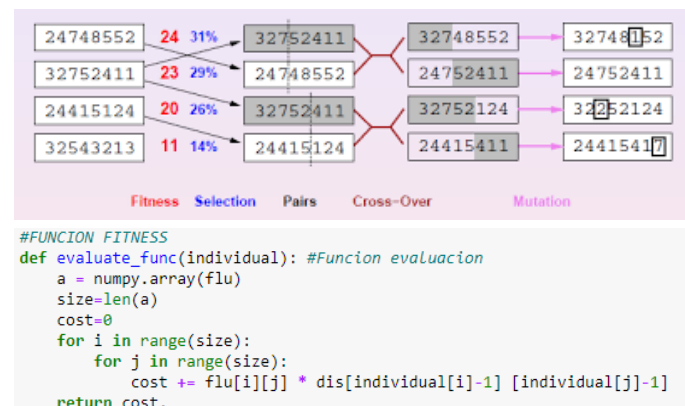 24748552 24 31% 32752411 32748552 32748152
32752411 23 29% 24748552 24752411 24752411
24415124 20 26% 32752411 32752124 32252124
32543213 11 14% 24415124 24415411 24415417
Fitness Selection Pairs Cross-Over Mutation
#FUNCION FITNESS
def evaluate_func(individual): #Funcion evaluacion
a = numpy.array(flu)
size=len(a)
cost=0
for i in range(size):
for j in range(size):
cost += flu[i][j] * dis[individual[i]-1] [individual[j]-1]
return cost,